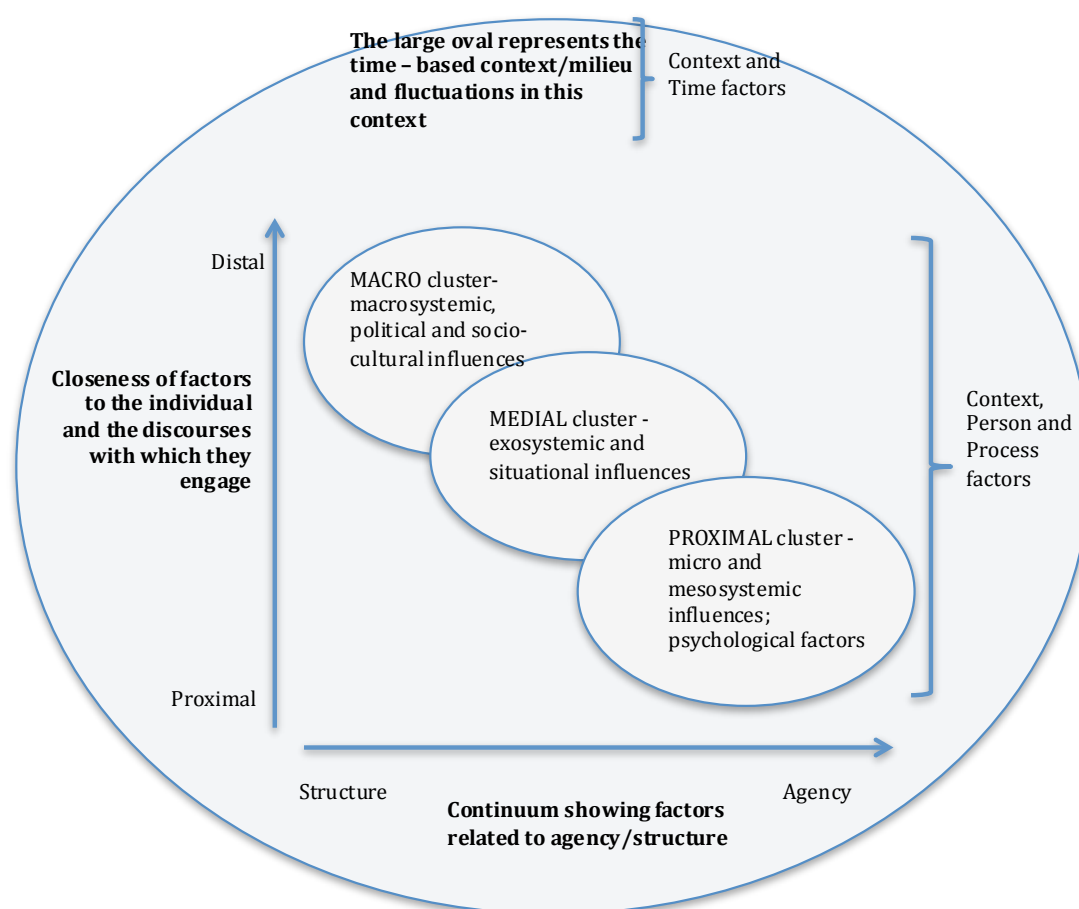 The large oval represents the
time – based context/milieu
and fluctuations in this
context
Context and
Time factors
Distal
MACRO cluster-
macrosystemic,
political and socio-
cultural influences
Closeness of factors
to the individual
and the discourses
with which they
engage
MEDIAL cluster -
exosystemic and
situational influences
Context,
Person and
Process
factors
PROXIMAL cluster -
micro and
mesosystemic
influences;
psychological factors
Proximal
Structure
Agency
Continuum showing factors
related to agency/structure